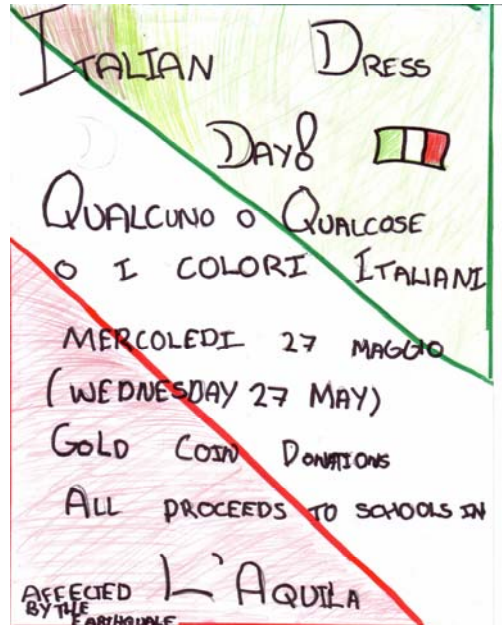 ITALIAN DRESS
DAY!
QUALCUNO O QUALCOSE
O I COLORI ITALIANI
MERCOLEDI 27 MAGGIO
(WEDNESDAY 27 MAY)
GOLD COIN DONATIONS
ALL PROCEEDS TO SCHOOLS IN
L'AQUILA
AFFECTED
BY THE
EARTHQUAKE